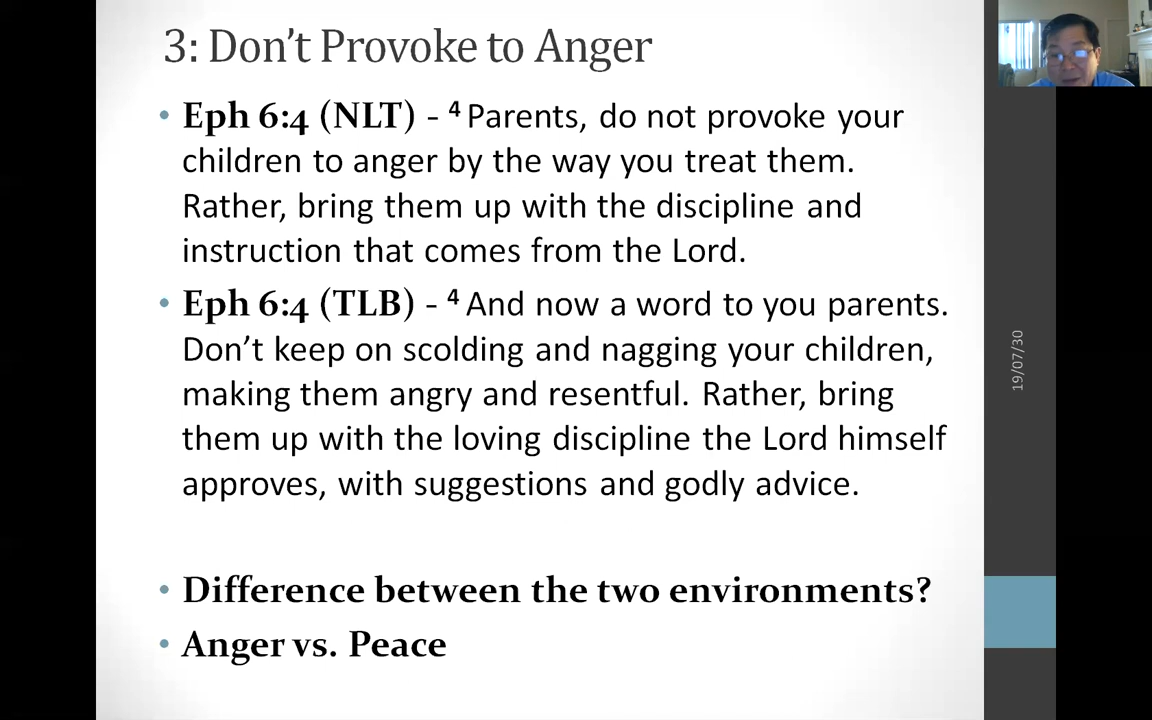 3: Don’t Provoke to Anger
• Eph 6:4 (NLT) - ⁴ Parents, do not provoke your
children to anger by the way you treat them.
Rather, bring them up with the discipline and
instruction that comes from the Lord.
• Eph 6:4 (TLB) - ⁴ And now a word to you parents.
Don’t keep on scolding and nagging your children,
making them angry and resentful. Rather, bring
them up with the loving discipline the Lord himself
approves, with suggestions and godly advice.
• Difference between the two environments?
• Anger vs. Peace
19/07/30